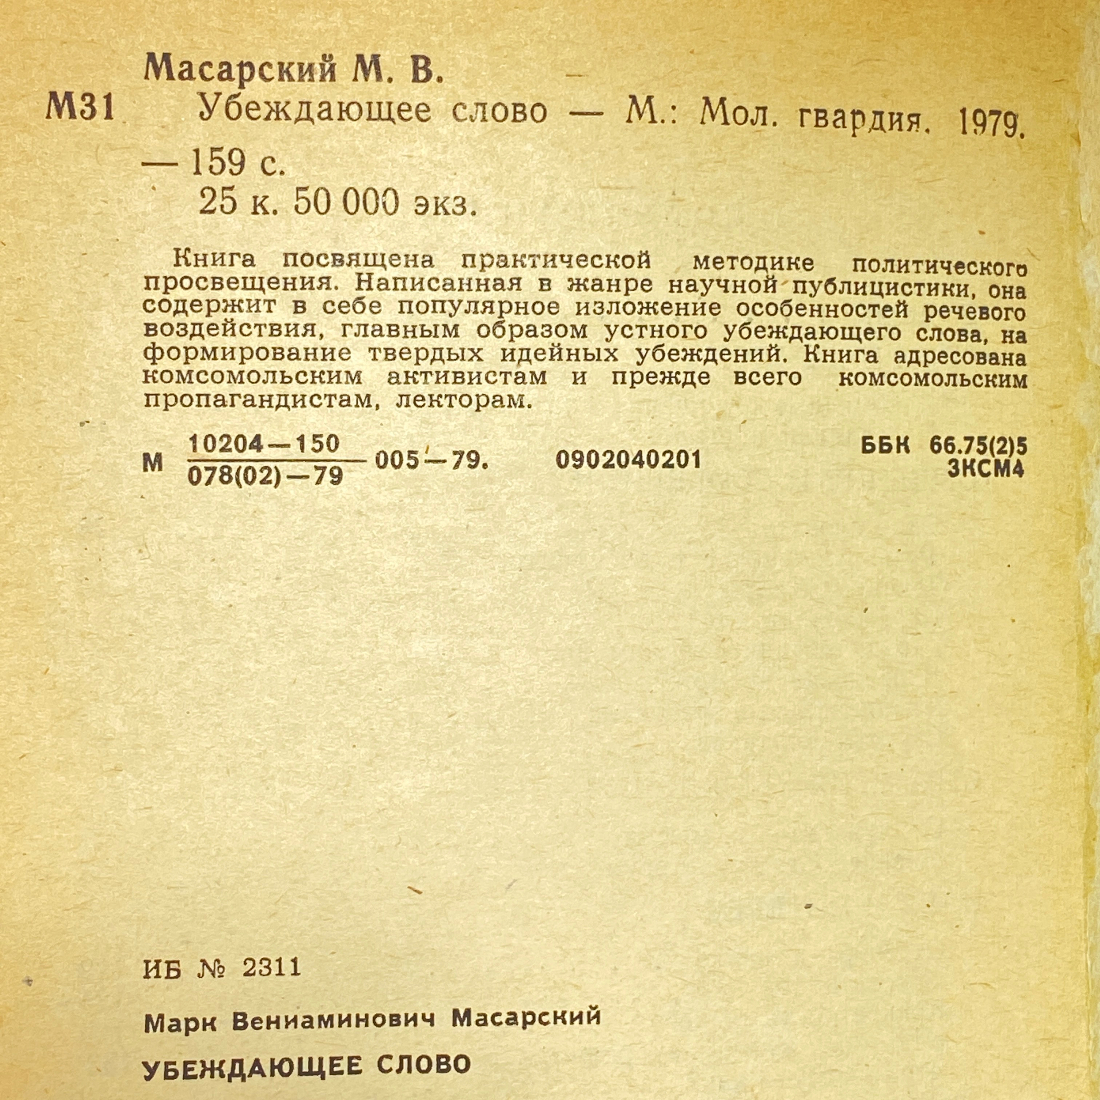 Масарский М. В.
М31 Убеждающее слово — М.: Мол. гвардия. 1979.
— 159 с.
25 к. 50 000 экз.
Книга посвящена практической методике политического
просвещения. Написанная в жанре научной публицистики, она
содержит в себе популярное изложение особенностей речевого
воздействия, главным образом устного убеждающего слова, на
формирование твердых идейных убеждений. Книга адресована
комсомольским активистам и прежде всего комсомольским
пропагандистам, лекторам.
М 10204—150
078(02)—79 005—79. 0902040201
ББК 66.75(2)5
3КСМ4
ИБ № 2311
Марк Вениаминович Масарский
УБЕЖДАЮЩЕЕ СЛОВО